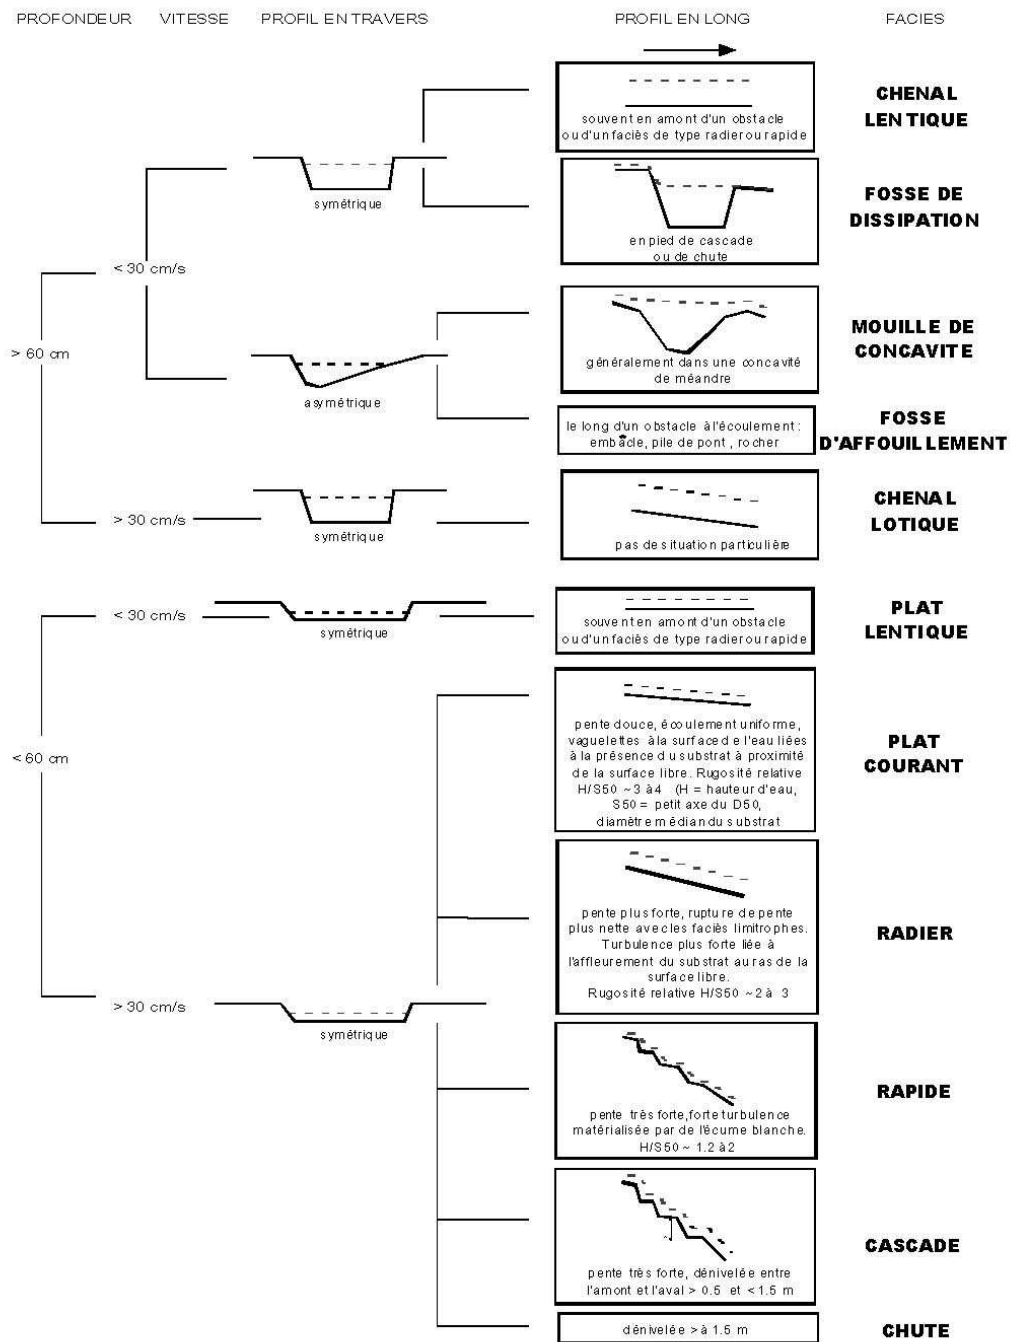 PROFONDEUR VITESSE PROFIL EN TRAVERS PROFIL EN LONG FACIES
souvent en amont d'un obstacle
ou d'un faciès de type radier ou rapide
CHENAL
LENTIQUE
symétrique
en pied de cascade
ou de chute
FOSSE DE
DISSIPATION
< 30 cm/s
> 60 cm
asymétrique
généralement dans une concavité
de méandre
MOUILLE DE
CONCAVITE
le long d'un obstacle à l'écoulement :
embâcle, pile de pont , rocher
FOSSE
D'AFFOUILLEMENT
> 30 cm/s
symétrique
pas de situation particulière
CHENAL
LOTIQUE
< 30 cm/s
symétrique
souvent en amont d'un obstacle
ou d'un faciès de type radier ou rapide
PLAT
LENTIQUE
< 60 cm
pente douce, écoulement uniforme,
vaguelettes à la surface de l'eau liées
à la présence du substrat à proximité
de la surface libre. Rugosité relative
H/S50 ~3 à4 (H = hauteur d'eau,
S50 = petit axe du D50,
diamètre médian du substrat
PLAT
COURANT
pente plus forte, rupture de pente
plus nette avec les faciès limitrophes.
Turbulence plus forte liée à
l'affleurement du substrat au ras de la
surface libre.
Rugosité relative H/S50 ~2 à 3
RADIER
> 30 cm/s
symétrique
pente très forte, forte turbulence
matérialisée par de l'écume blanche.
H/S50 ~ 1.2 à2
RAPIDE
pente très forte, dénivelée entre
l'amont et l'aval > 0.5 et < 1.5 m
CASCADE
dénivelée > à 1.5 m
CHUTE